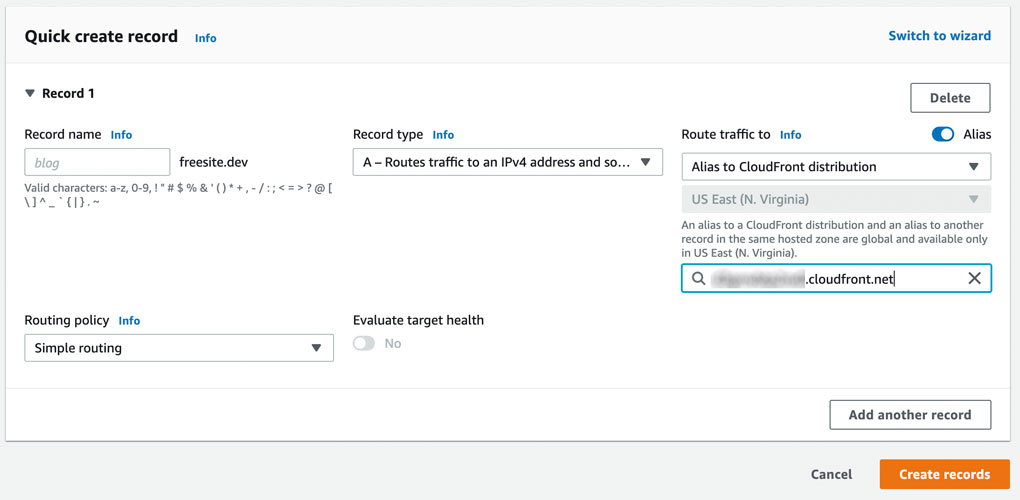 Quick create record Info
Switch to wizard
Record 1
Delete
Record name Info
blog
freesite.dev
Valid characters: a-z, 0-9, ! " # $ % & ' ( ) * + , - / : ; < = > ? @ [
\ ] ^ _ ` { | } . ~
Record type Info
A – Routes traffic to an IPv4 address and so...
Route traffic to Info
Alias
Alias to CloudFront distribution
US East (N. Virginia)
An alias to a CloudFront distribution and an alias to another
record in the same hosted zone are global and available only
in US East (N. Virginia).
.cloudfront.net
Routing policy Info
Simple routing
Evaluate target health
No
Add another record
Cancel
Create records